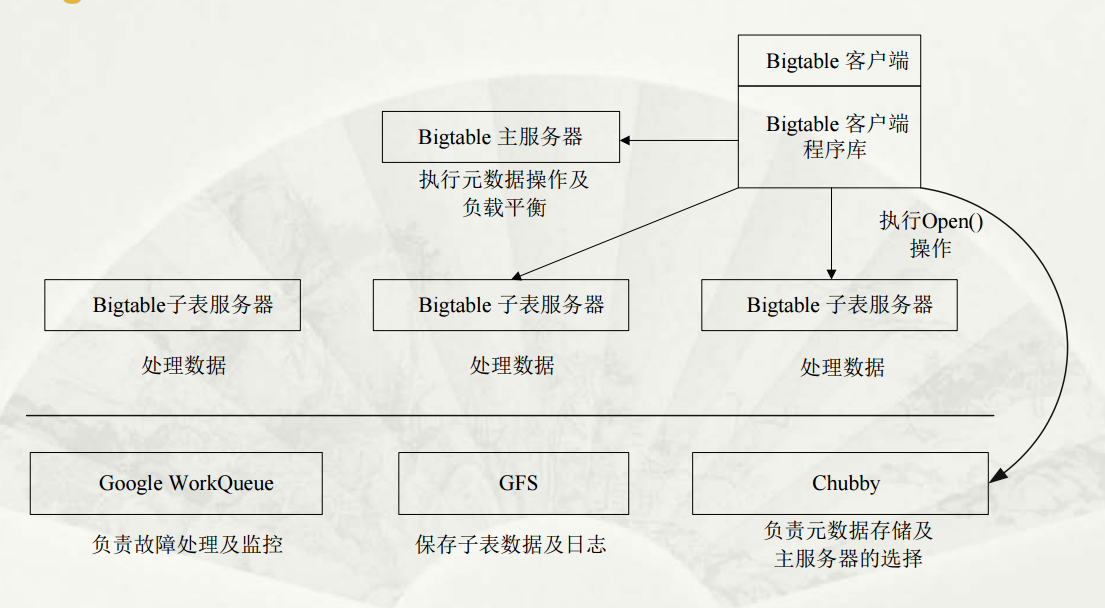 Bigtable 客户端
Bigtable 客户端
程序库
Bigtable 主服务器
执行元数据操作及
负载平衡
执行Open()
操作
Bigtable子表服务器
Bigtable 子表服务器
Bigtable 子表服务器
处理数据
处理数据
处理数据
Google WorkQueue
GFS
Chubby
负责故障处理及监控
保存子表数据及日志
负责元数据存储及
主服务器的选择